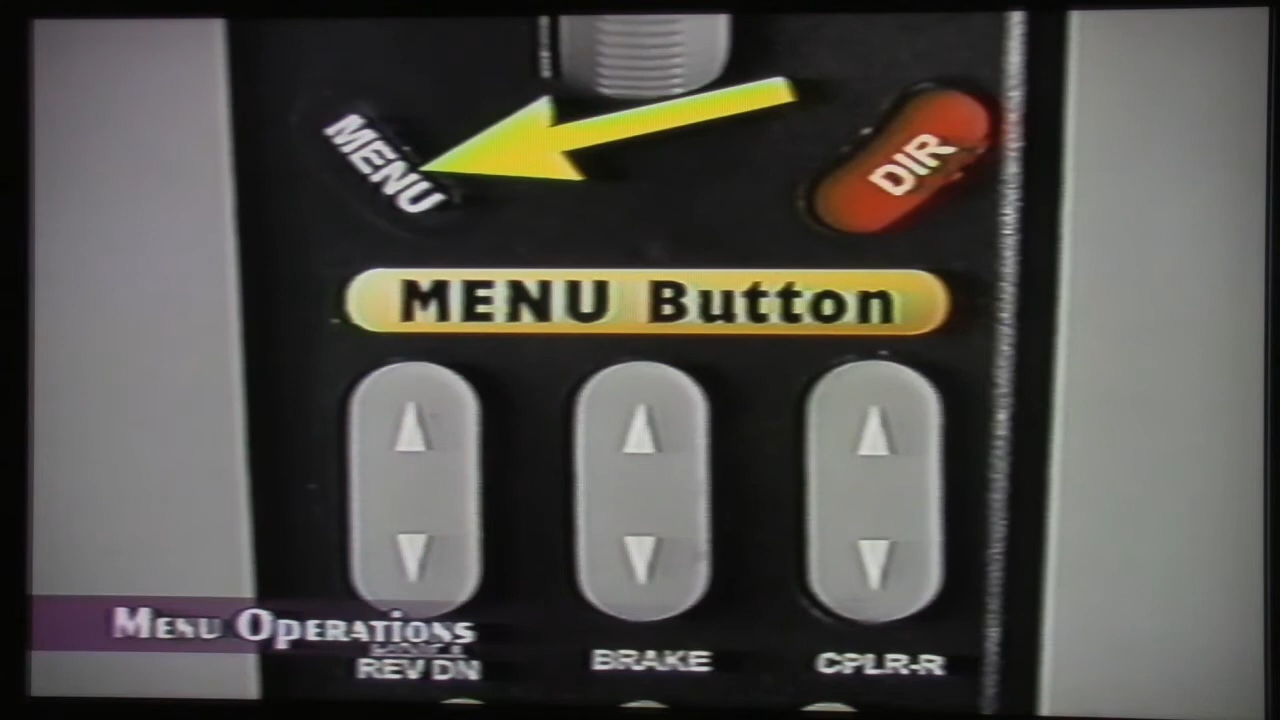 MENU
DIR
MENU Button
MENU OPERATIONS
REV DN
BRAKE
CPLR-R